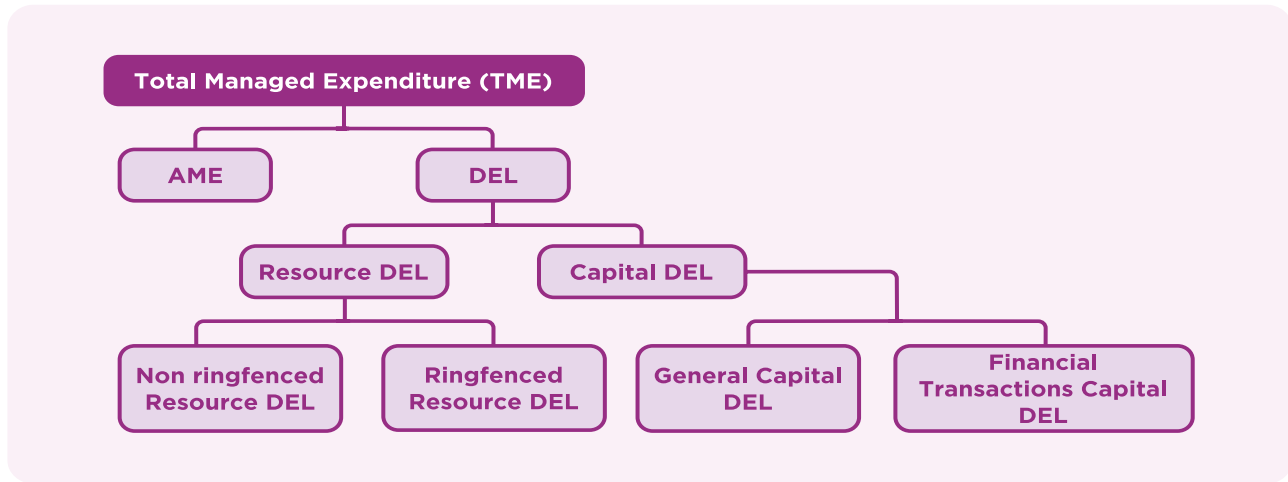 Total Managed Expenditure (TME)
AME
DEL
Resource DEL
Capital DEL
Non ringfenced
Resource DEL
Ringfenced
Resource DEL
General Capital
DEL
Financial
Transactions Capital
DEL